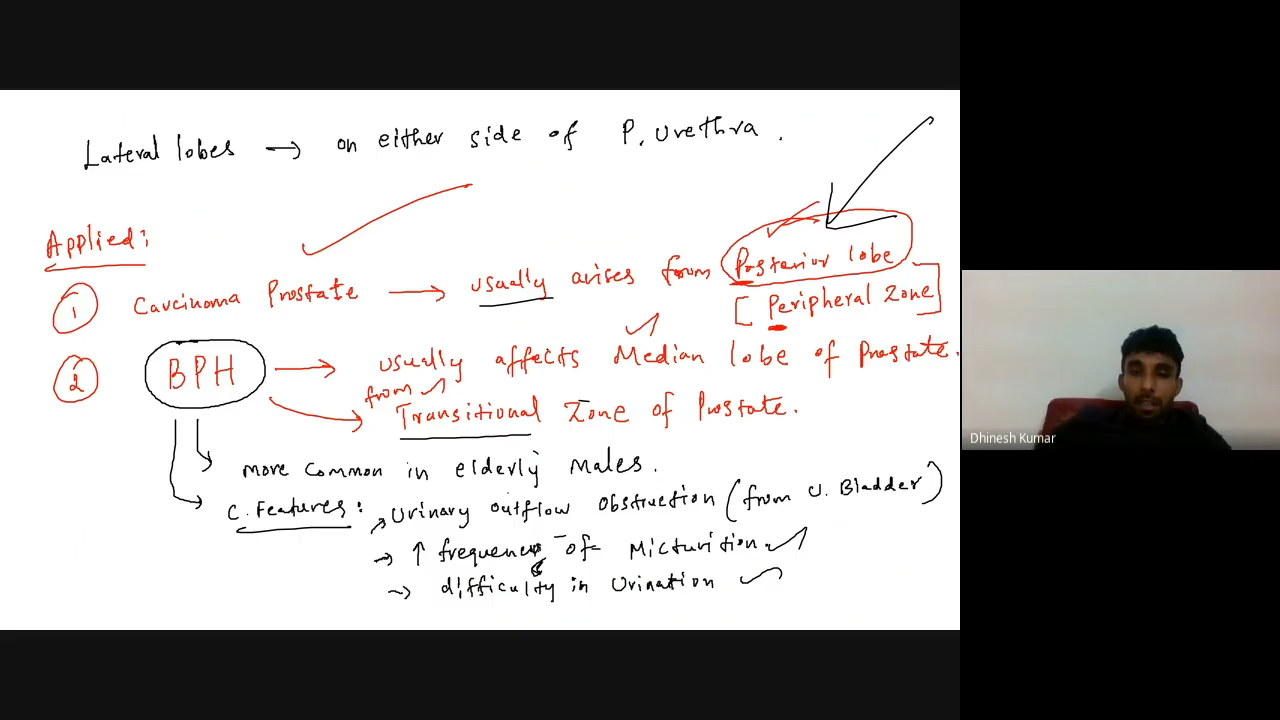 Lateral lobes → on either side of P. Urethra.
Applied:
① Carcinoma Prostate → usually arises from Posterior lobe
[Peripheral Zone]
② BPH → usually affects Median lobe of Prostate.
from
Transitional Zone of Prostate.
more common in elderly males.
C. Features: → Urinary outflow obstruction (from U. Bladder)
→ ↑ frequency of Micturition
→ difficulty in Urination
Dhinesh Kumar